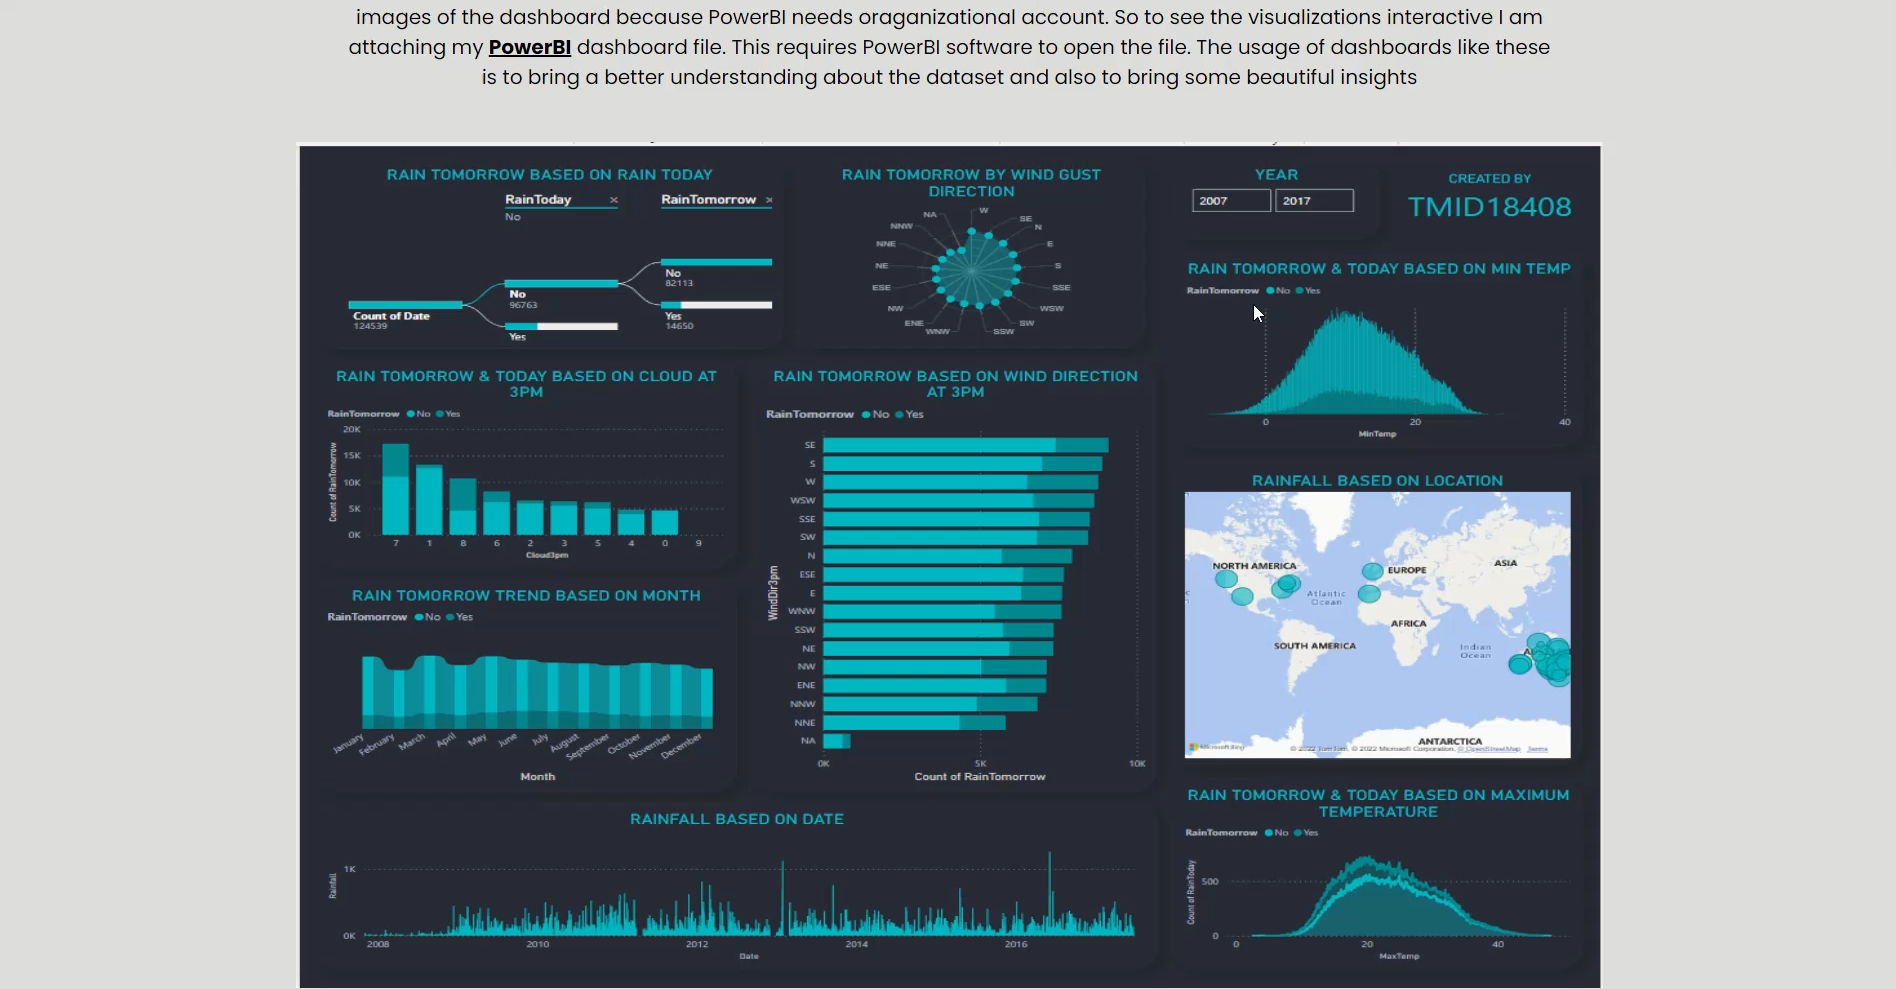 images of the dashboard because PowerBI needs oraganizational account. So to see the visualizations interactive I am
attaching my PowerBI dashboard file. This requires PowerBI software to open the file. The usage of dashboards like these
is to bring a better understanding about the dataset and also to bring some beautiful insights
RAIN TOMORROW BASED ON RAIN TODAY
RainToday ×
No
RainTomorrow ×
Count of Date
124539
No
96763
Yes
No
82113
Yes
14650
RAIN TOMORROW BY WIND GUST
DIRECTION
W
SE
N
E
S
SSE
WSW
SW
SSW
WNW
ENE
NW
ESE
NE
NNE
NNW
NA
YEAR
2007
2017
CREATED BY
TMID18408
RAIN TOMORROW & TODAY BASED ON MIN TEMP
RainTomorrow No Yes
0 20 40
MinTemp
RAIN TOMORROW & TODAY BASED ON CLOUD AT
3PM
RainTomorrow No Yes
Count of RainTomorrow
20K
15K
10K
5K
0K
7 1 8 6 2 3 5 4 0 9
Cloud3pm
RAIN TOMORROW BASED ON WIND DIRECTION
AT 3PM
RainTomorrow No Yes
WindDir3pm
SE
S
W
WSW
SSE
SW
N
ESE
E
WNW
SSW
NE
NW
ENE
NNW
NNE
NA
0K 5K 10K
Count of RainTomorrow
RAINFALL BASED ON LOCATION
NORTH AMERICA
EUROPE
ASIA
Atlantic
Ocean
AFRICA
SOUTH AMERICA
Indian
Ocean
ANTARCTICA
Microsoft Bing
© 2022 TomTom, © 2022 Microsoft Corporation, © OpenStreetMap Terms
RAIN TOMORROW TREND BASED ON MONTH
RainTomorrow No Yes
January February March April May June July August September October November December
Month
RAINFALL BASED ON DATE
Rainfall
1K
0K
2008 2010 2012 2014 2016
Date
RAIN TOMORROW & TODAY BASED ON MAXIMUM
TEMPERATURE
RainTomorrow No Yes
Count of RainToday
500
0
0 20 40
MaxTemp